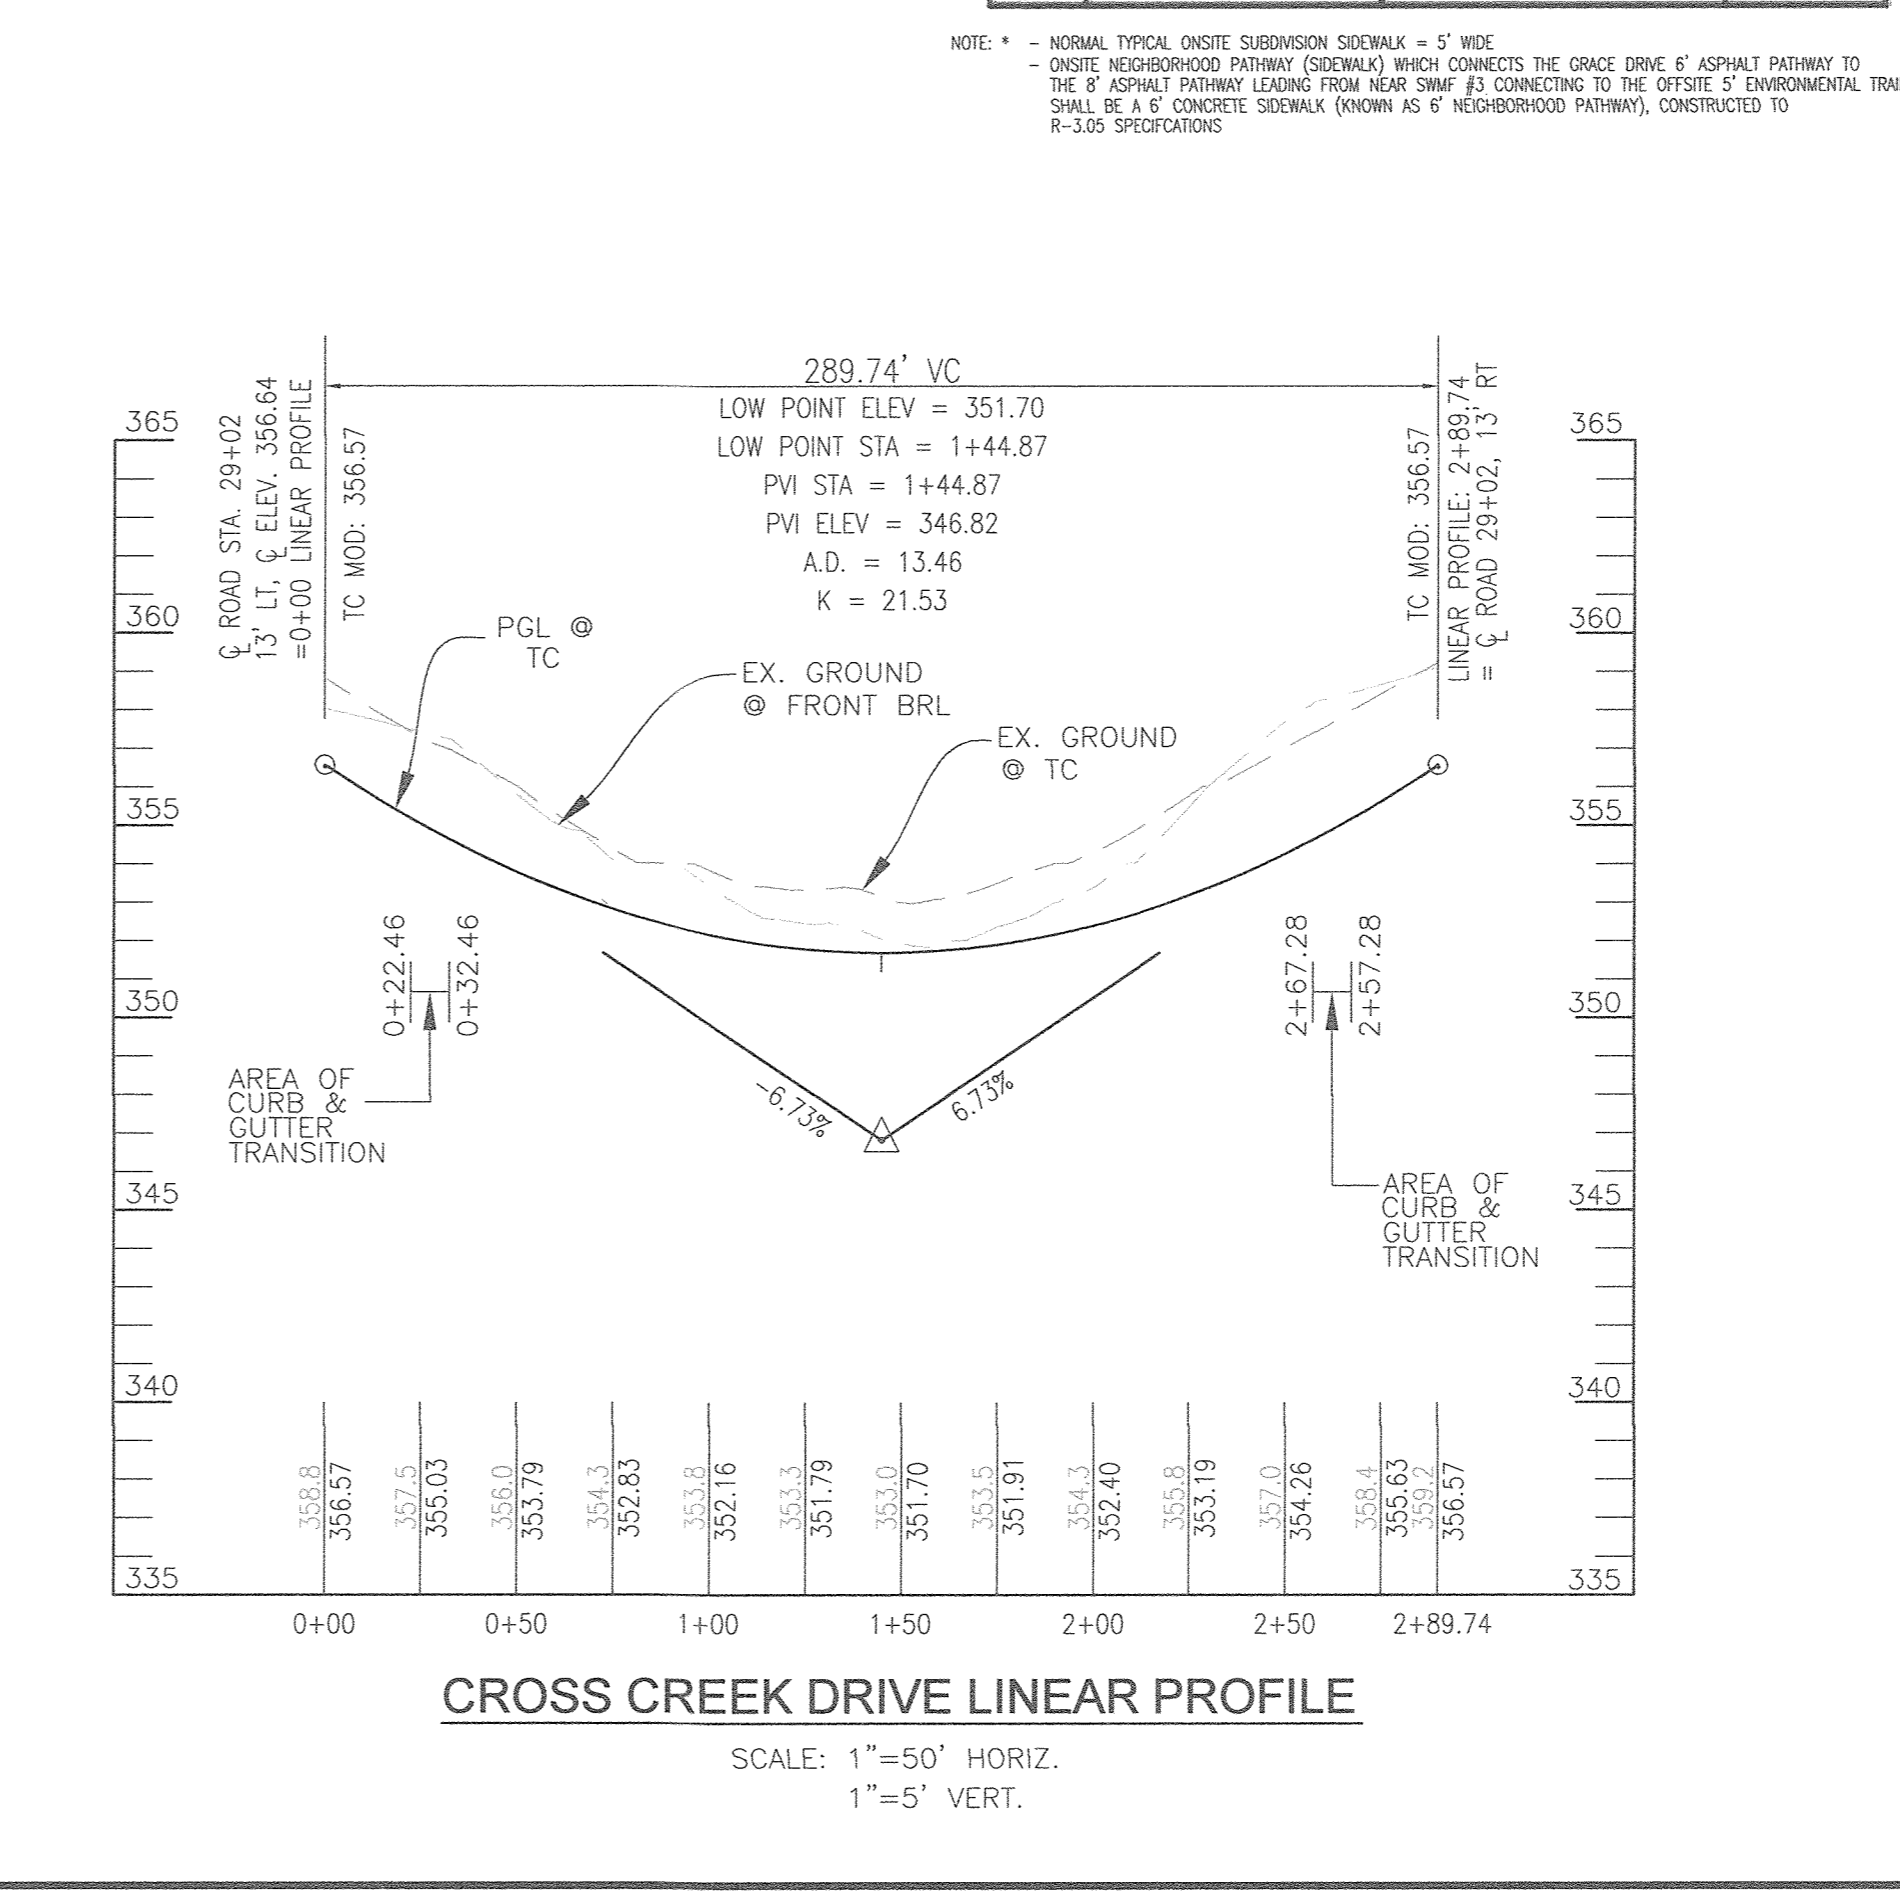 NOTE: * - NORMAL TYPICAL ONSITE SUBDIVISION SIDEWALK = 5' WIDE
- ONSITE NEIGHBORHOOD PATHWAY (SIDEWALK) WHICH CONNECTS THE GRACE DRIVE 6' ASPHALT PATHWAY TO
THE 8' ASPHALT PATHWAY LEADING FROM NEAR SWMF #3 CONNECTING TO THE OFFSITE 5' ENVIRONMENTAL TRAI
SHALL BE A 6' CONCRETE SIDEWALK (KNOWN AS 6' NEIGHBORHOOD PATHWAY), CONSTRUCTED TO
R-3.05 SPECIFCATIONS
℄ ROAD STA. 29+02
13' LT, ℄ ELEV. 356.64
=0+00 LINEAR PROFILE
TC MOD: 356.57
289.74' VC
LOW POINT ELEV = 351.70
LOW POINT STA = 1+44.87
PVI STA = 1+44.87
PVI ELEV = 346.82
A.D. = 13.46
K = 21.53
TC MOD: 356.57
LINEAR PROFILE: 2+89.74
= ℄ ROAD 29+02, 13' RT
PGL @
TC
EX. GROUND
@ FRONT BRL
EX. GROUND
@ TC
365
360
355
350
345
340
335
365
360
355
350
345
340
335
0+22.46
0+32.46
AREA OF
CURB &
GUTTER
TRANSITION
-6.73%
6.73%
2+67.28
2+57.28
AREA OF
CURB &
GUTTER
TRANSITION
358.8
356.57
357.5
355.03
356.0
353.79
354.3
352.83
353.8
352.16
353.3
351.79
353.0
351.70
353.5
351.91
354.3
352.40
355.8
353.19
357.0
354.26
358.4
355.63
359.2
356.57
0+00
0+50
1+00
1+50
2+00
2+50
2+89.74
CROSS CREEK DRIVE LINEAR PROFILE
SCALE: 1"=50' HORIZ.
1"=5' VERT.